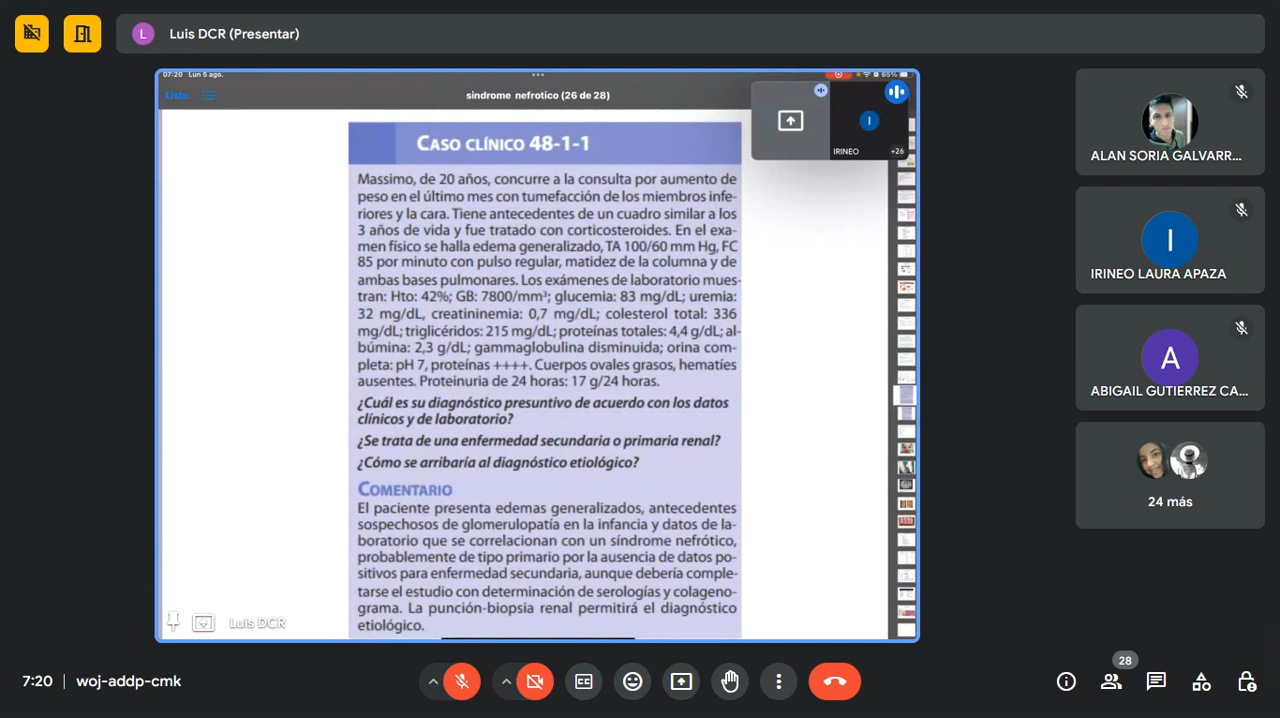 L
Luis DCR (Presentar)
07:20 Lun 5 ago.
65%
Listo
sindrome nefrotico (26 de 28)
IRINEO
+26
CASO CLÍNICO 48-1-1
Massimo, de 20 años, concurre a la consulta por aumento de
peso en el último mes con tumefacción de los miembros infe-
riores y la cara. Tiene antecedentes de un cuadro similar a los
3 años de vida y fue tratado con corticosteroides. En el exa-
men físico se halla edema generalizado, TA 100/60 mm Hg, FC
85 por minuto con pulso regular, matidez de la columna y de
ambas bases pulmonares. Los exámenes de laboratorio mues-
tran: Hto: 42%; GB: 7800/mm³; glucemia: 83 mg/dL; uremia:
32 mg/dL, creatininemia: 0,7 mg/dL; colesterol total: 336
mg/dL; triglicéridos: 215 mg/dL; proteínas totales: 4,4 g/dL; al-
búmina: 2,3 g/dL; gammaglobulina disminuida; orina com-
pleta: pH 7, proteínas ++++. Cuerpos ovales grasos, hematíes
ausentes. Proteinuria de 24 horas: 17 g/24 horas.
¿Cuál es su diagnóstico presuntivo de acuerdo con los datos
clínicos y de laboratorio?
¿Se trata de una enfermedad secundaria o primaria renal?
¿Cómo se arribaría al diagnóstico etiológico?
COMENTARIO
El paciente presenta edemas generalizados, antecedentes
sospechosos de glomerulopatía en la infancia y datos de la-
boratorio que se correlacionan con un síndrome nefrótico,
probablemente de tipo primario por la ausencia de datos po-
sitivos para enfermedad secundaria, aunque debería comple-
tarse el estudio con determinación de serologías y colageno-
grama. La punción-biopsia renal permitirá el diagnóstico
etiológico.
Luis DCR
ALAN SORIA GALVARR...
I
IRINEO LAURA APAZA
A
ABIGAIL GUTIERREZ CA...
24 más
7:20
woj-addp-cmk
28